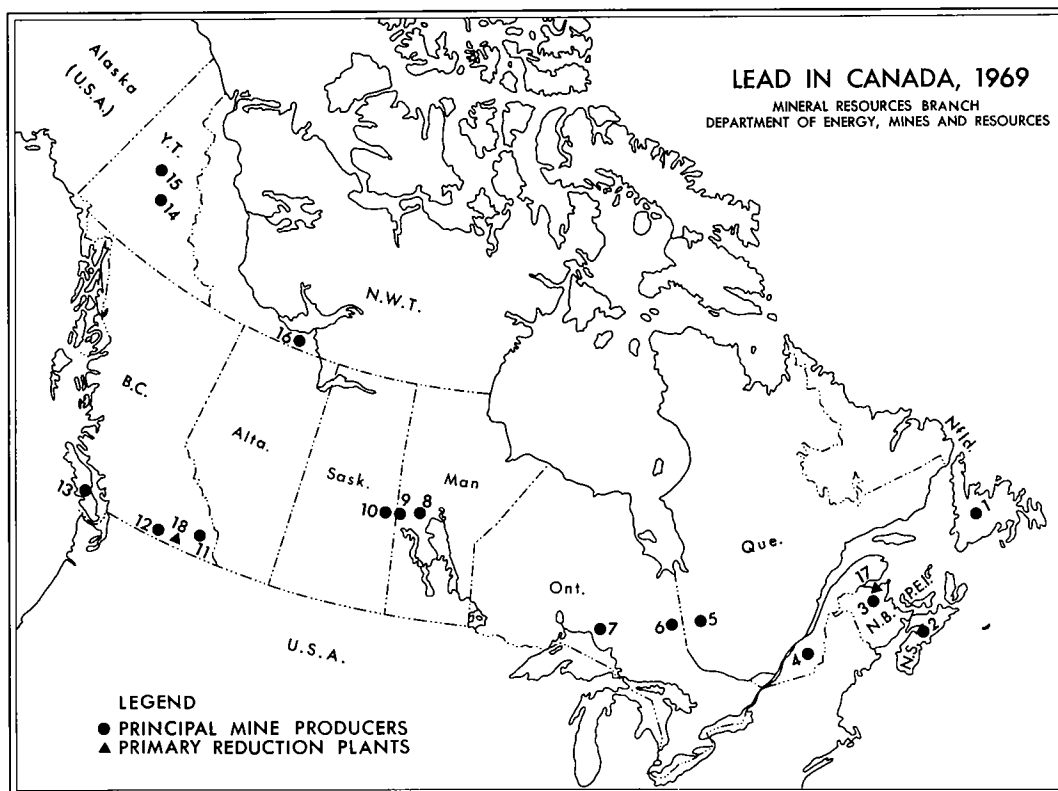 LEAD IN CANADA, 1969
MINERAL RESOURCES BRANCH
DEPARTMENT OF ENERGY, MINES AND RESOURCES
Alaska
(U.S.A.)
Y.T.
15
14
N.W.T.
16
B.C.
Alta.
Sask.
Man
Nfld.
13
12
18
11
10
9
8
Que.
1
Ont.
17
P.E.I.
3
N.B.
2
N.S.
7
6
5
4
U.S.A.
LEGEND
PRINCIPAL MINE PRODUCERS
PRIMARY REDUCTION PLANTS